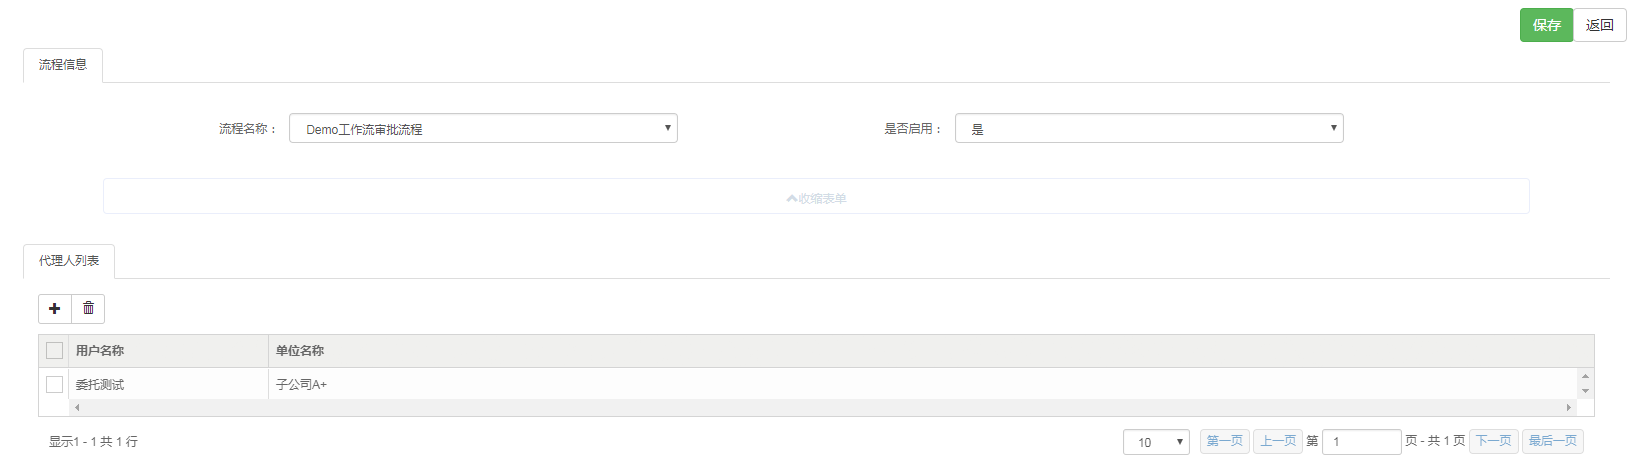 保存 返回
流程信息
流程名称： Demo工作流审批流程 是否启用： 是
收缩表单
代理人列表
用户名称 单位名称
委托测试 子公司A+
显示1 - 1 共 1 行 10 第一页 上一页 第 1 页 - 共 1 页 下一页 最后一页